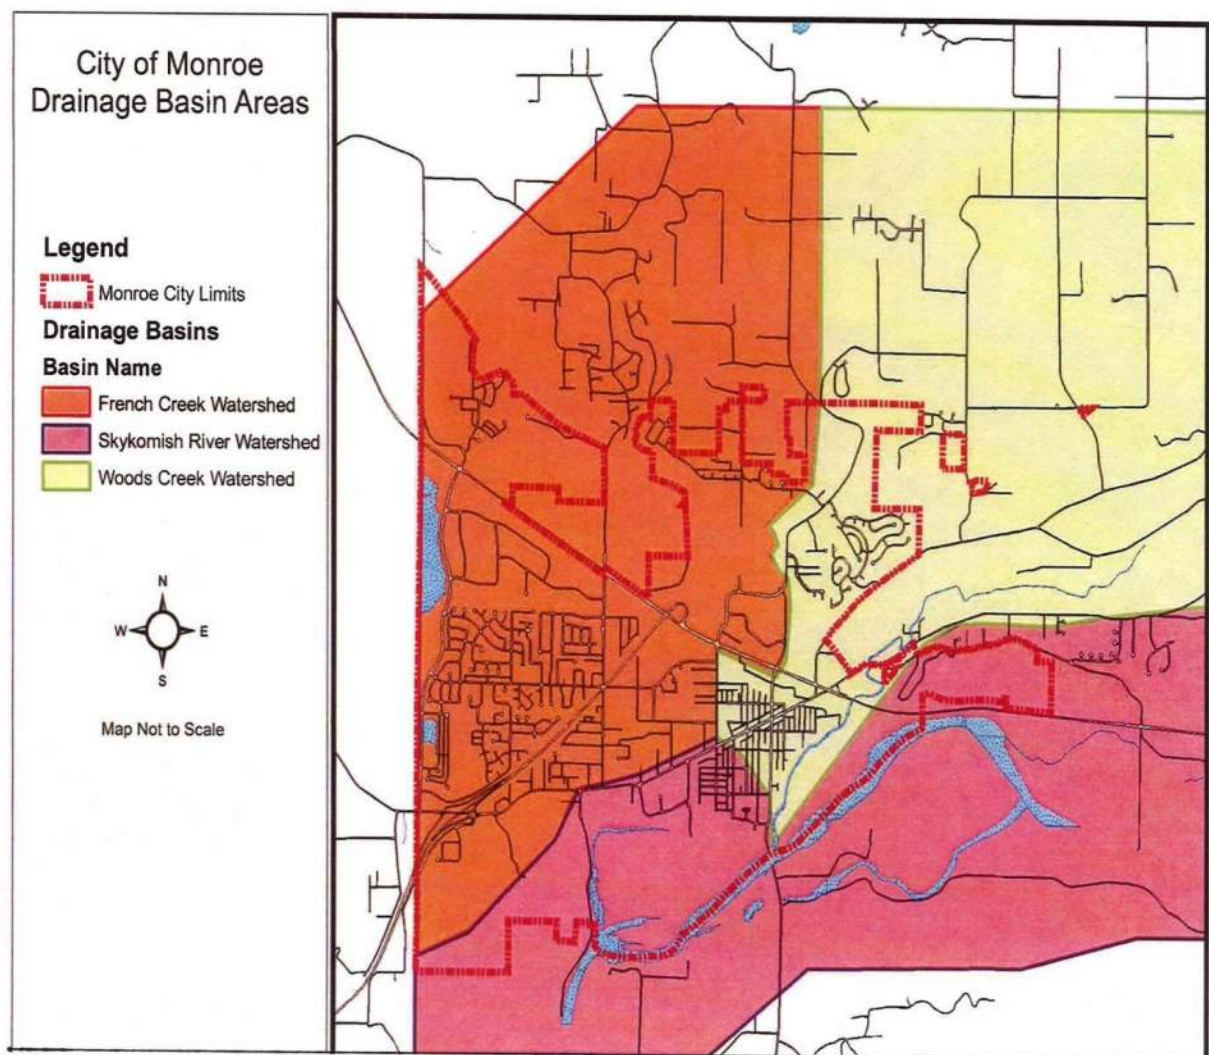 City of Monroe
Drainage Basin Areas
Legend
Monroe City Limits
Drainage Basins
Basin Name
French Creek Watershed
Skykomish River Watershed
Woods Creek Watershed
N
W E
S
Map Not to Scale